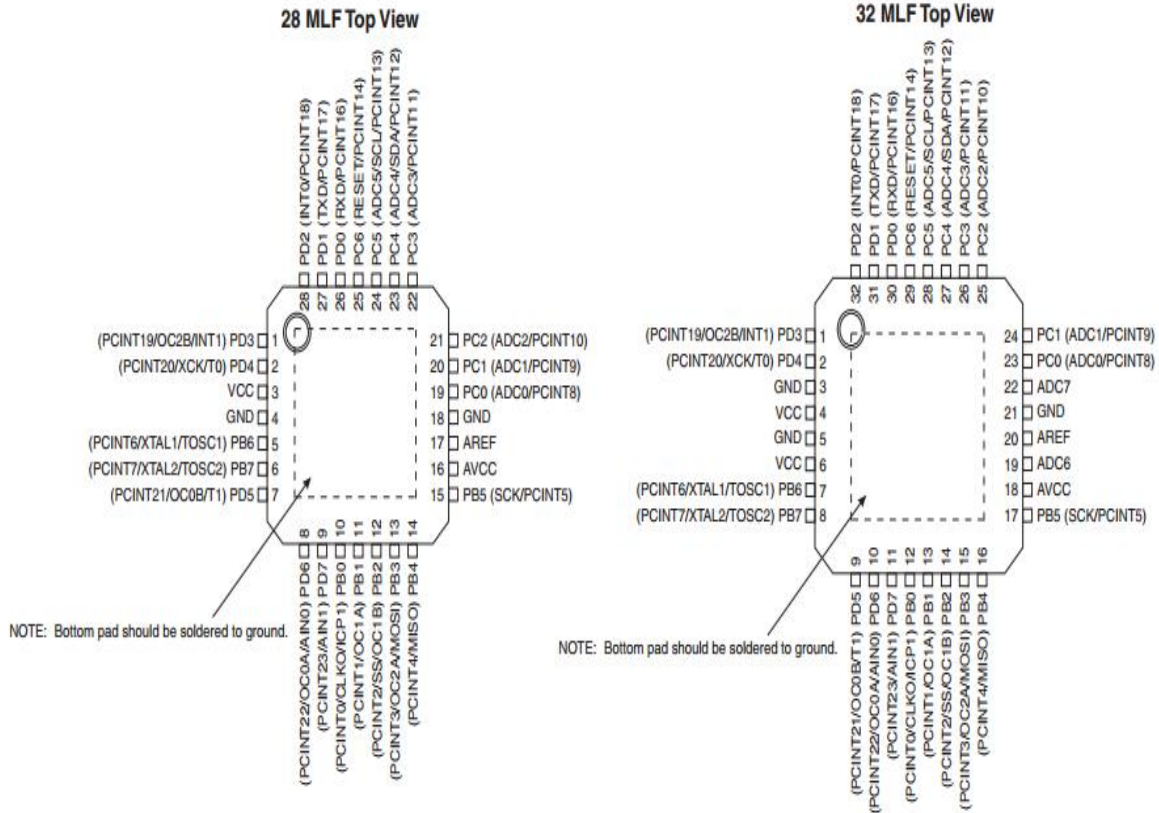 28 MLF Top View
PD2 (INT0/PCINT18)
PD1 (TXD/PCINT17)
PD0 (RXD/PCINT16)
PC6 (RESET/PCINT14)
PC5 (ADC5/SCL/PCINT13)
PC4 (ADC4/SDA/PCINT12)
PC3 (ADC3/PCINT11)
28
27
26
25
24
23
22
(PCINT19/OC2B/INT1) PD3 1
(PCINT20/XCK/T0) PD4 2
VCC 3
GND 4
(PCINT6/XTAL1/TOSC1) PB6 5
(PCINT7/XTAL2/TOSC2) PB7 6
(PCINT21/OC0B/T1) PD5 7
21 PC2 (ADC2/PCINT10)
20 PC1 (ADC1/PCINT9)
19 PC0 (ADC0/PCINT8)
18 GND
17 AREF
16 AVCC
15 PB5 (SCK/PCINT5)
8
9
10
11
12
13
14
(PCINT22/OC0A/AIN0) PD6
(PCINT23/AIN1) PD7
(PCINT0/CLKO/ICP1) PB0
(PCINT1/OC1A) PB1
(PCINT2/SS/OC1B) PB2
(PCINT3/OC2A/MOSI) PB3
(PCINT4/MISO) PB4
NOTE: Bottom pad should be soldered to ground.
32 MLF Top View
PD2 (INT0/PCINT18)
PD1 (TXD/PCINT17)
PD0 (RXD/PCINT16)
PC6 (RESET/PCINT14)
PC5 (ADC5/SCL/PCINT13)
PC4 (ADC4/SDA/PCINT12)
PC3 (ADC3/PCINT11)
PC2 (ADC2/PCINT10)
32
31
30
29
28
27
26
25
(PCINT19/OC2B/INT1) PD3 1
(PCINT20/XCK/T0) PD4 2
GND 3
VCC 4
GND 5
VCC 6
(PCINT6/XTAL1/TOSC1) PB6 7
(PCINT7/XTAL2/TOSC2) PB7 8
24 PC1 (ADC1/PCINT9)
23 PC0 (ADC0/PCINT8)
22 ADC7
21 GND
20 AREF
19 ADC6
18 AVCC
17 PB5 (SCK/PCINT5)
9
10
11
12
13
14
15
16
(PCINT21/OC0B/T1) PD5
(PCINT22/OC0A/AIN0) PD6
(PCINT23/AIN1) PD7
(PCINT0/CLKO/ICP1) PB0
(PCINT1/OC1A) PB1
(PCINT2/SS/OC1B) PB2
(PCINT3/OC2A/MOSI) PB3
(PCINT4/MISO) PB4
NOTE: Bottom pad should be soldered to ground.